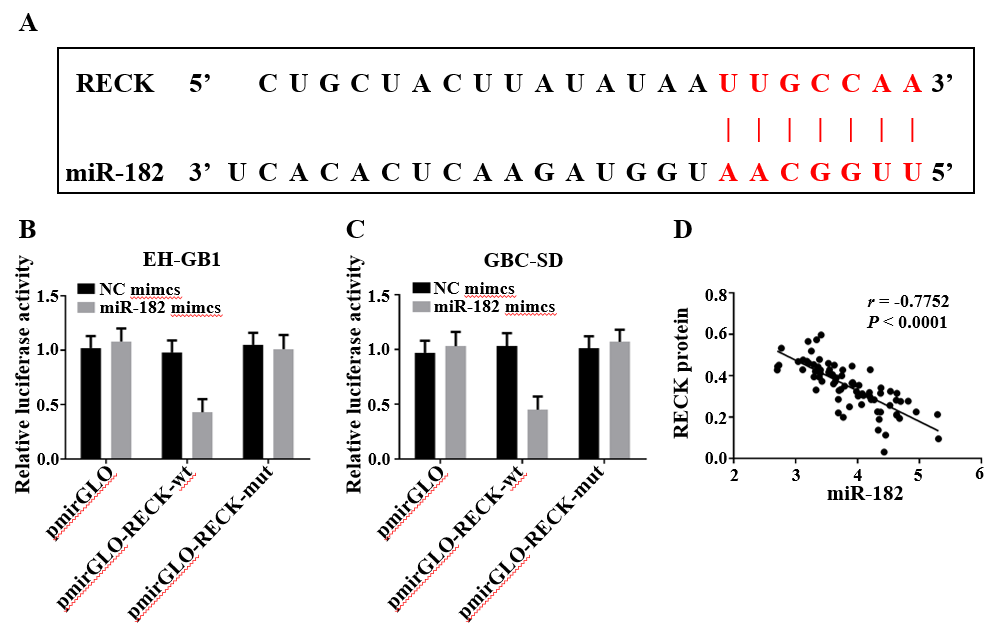 A
RECK 5’ C U G C U A C U U A U A U A A U U G C C A A 3’
miR-182 3’ U C A C A C U C A A G A U G G U A A C G G U U 5’
B
EH-GB1
Relative luciferase activity
NC mimcs
miR-182 mimcs
1.5
1.0
0.5
0.0
pmirGLO
pmirGLO-RECK-wt
pmirGLO-RECK-mut
C
GBC-SD
Relative luciferase activity
NC mimcs
miR-182 mimcs
1.5
1.0
0.5
0.0
pmirGLO
pmirGLO-RECK-wt
pmirGLO-RECK-mut
D
r = -0.7752
P < 0.0001
RECK protein
0.8
0.6
0.4
0.2
0.0
2 3 4 5 6
miR-182